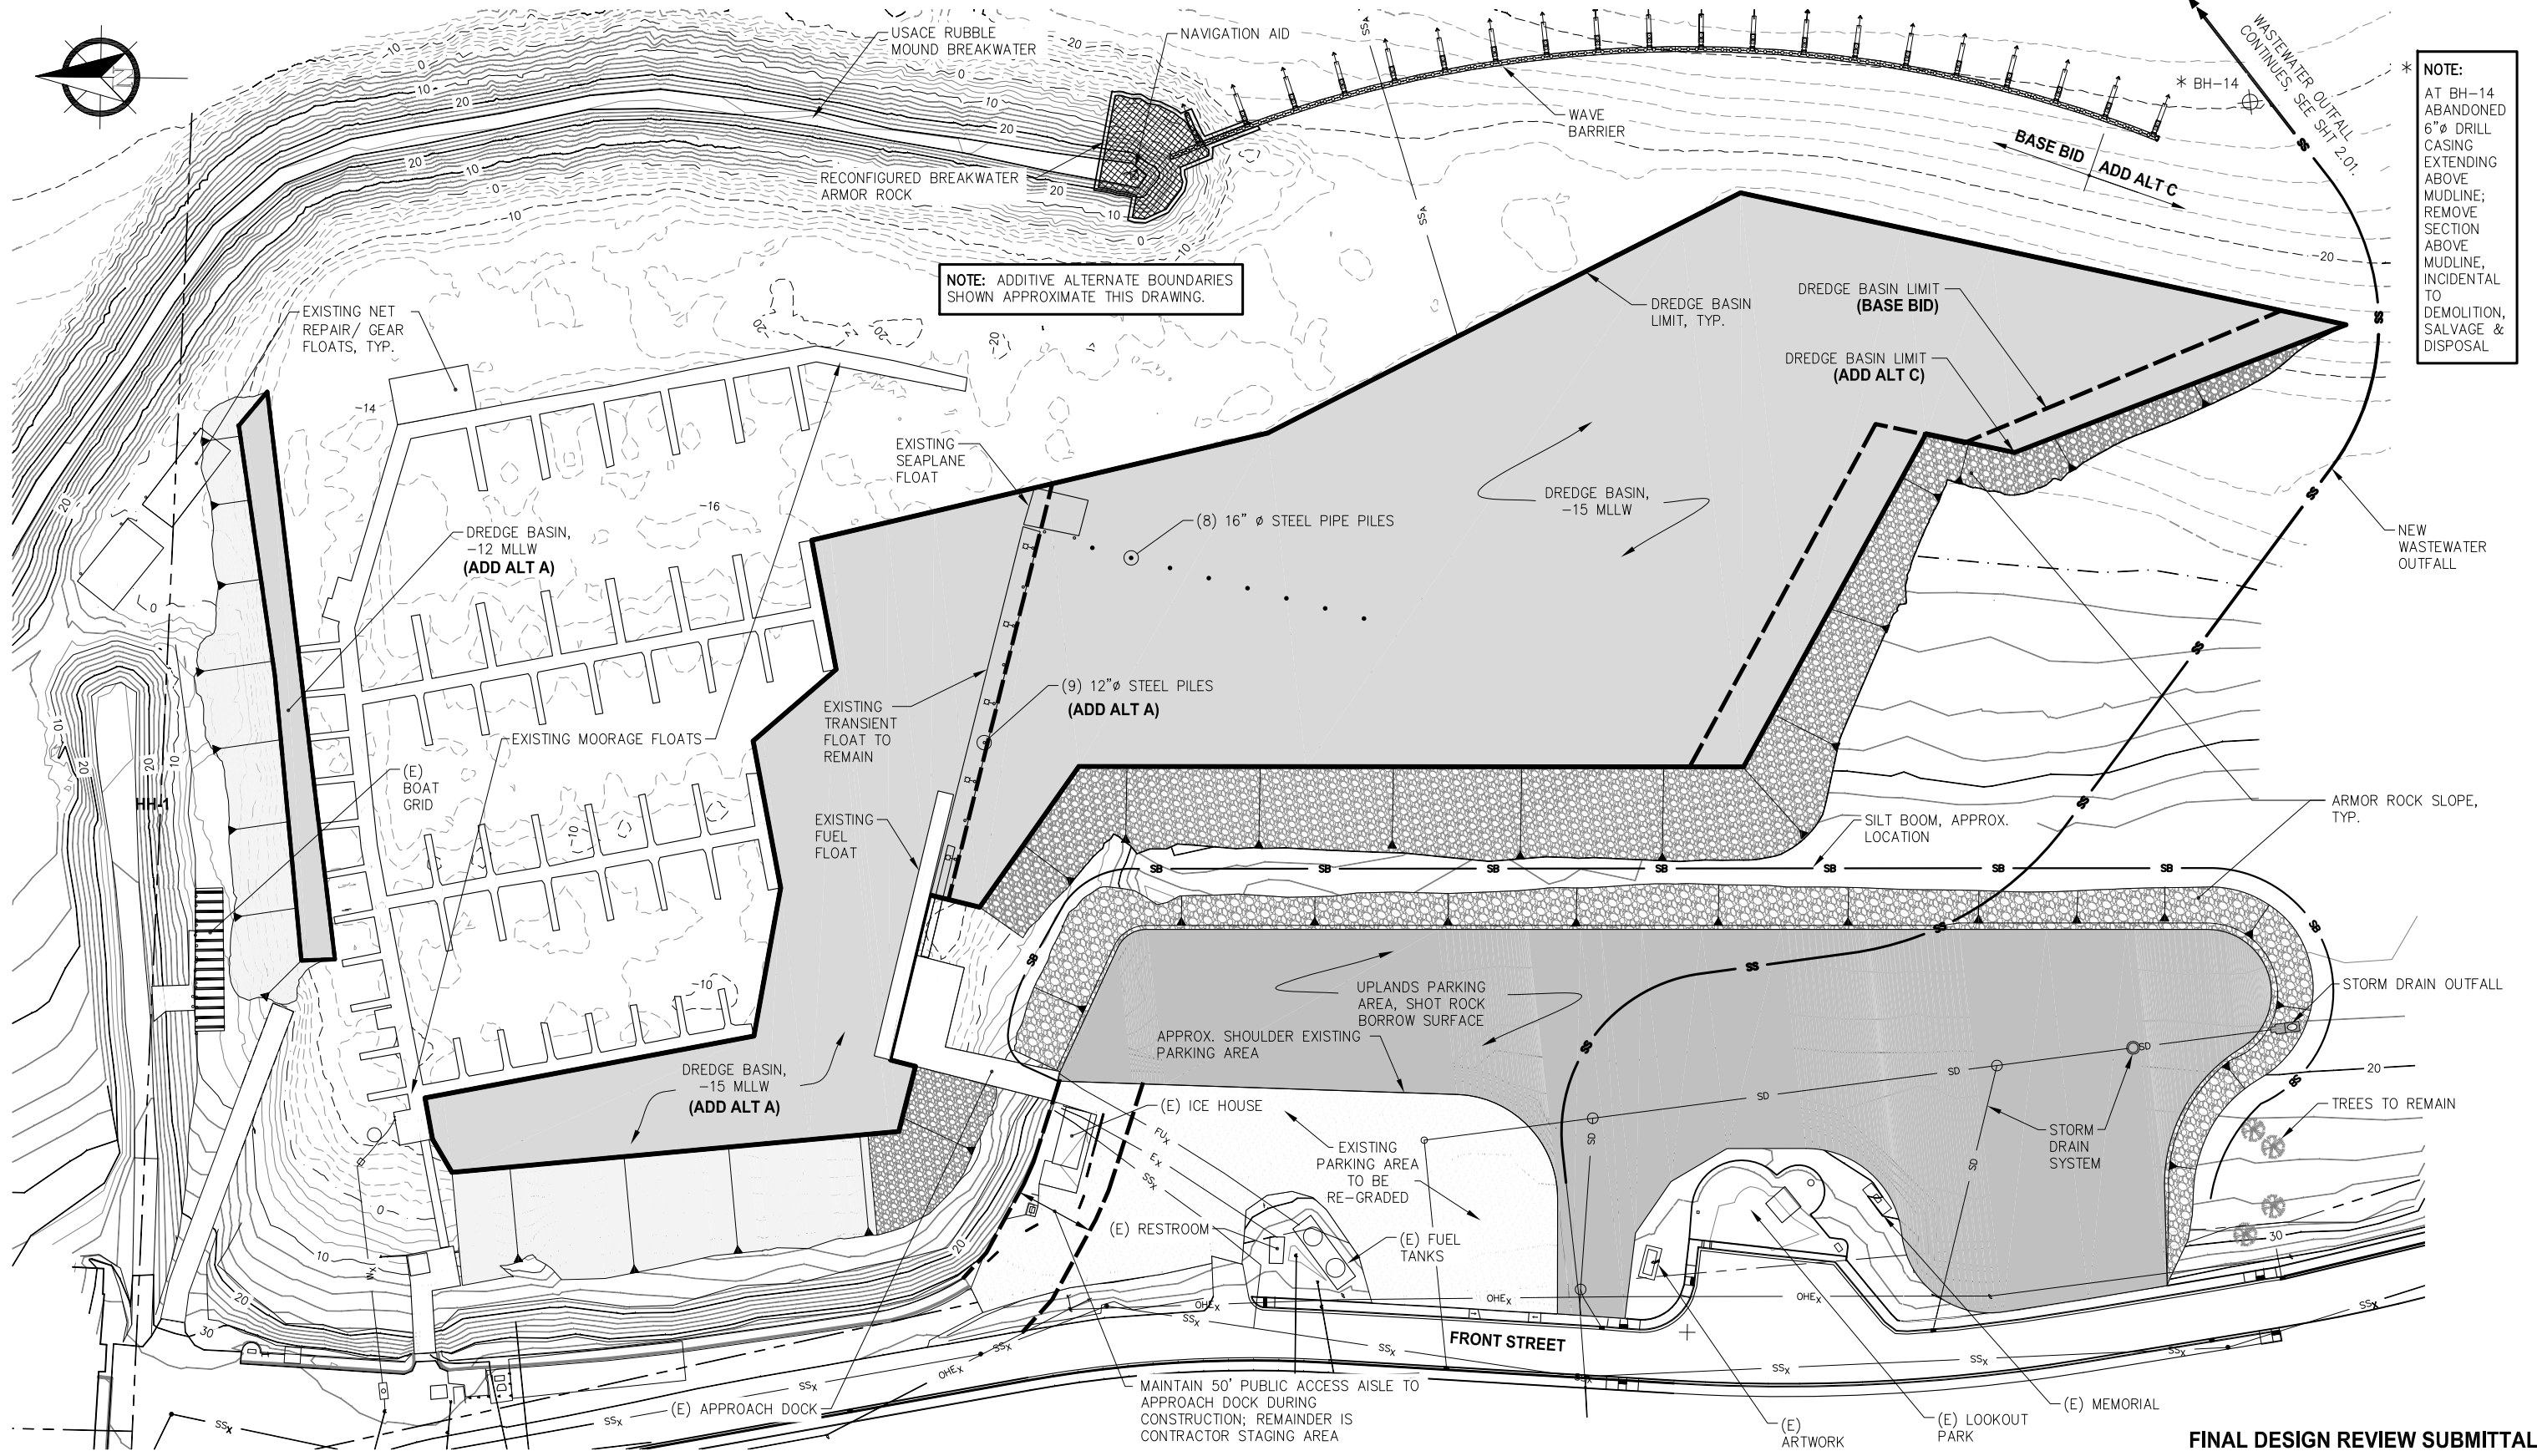 USACE RUBBLE
MOUND BREAKWATER
NAVIGATION AID
WAVE
BARRIER
RECONFIGURED BREAKWATER
ARMOR ROCK
* BH-14
WASTEWATER OUTFALL
CONTINUES, SEE SHT 2.01.
BASE BID
ADD ALT C
* NOTE:
AT BH-14
ABANDONED
6"ø DRILL
CASING
EXTENDING
ABOVE
MUDLINE;
REMOVE
SECTION
ABOVE
MUDLINE,
INCIDENTAL
TO
DEMOLITION,
SALVAGE &
DISPOSAL
NOTE: ADDITIVE ALTERNATE BOUNDARIES
SHOWN APPROXIMATE THIS DRAWING.
EXISTING NET
REPAIR/ GEAR
FLOATS, TYP.
DREDGE BASIN
LIMIT, TYP.
DREDGE BASIN LIMIT
(BASE BID)
DREDGE BASIN LIMIT
(ADD ALT C)
EXISTING
SEAPLANE
FLOAT
DREDGE BASIN,
-15 MLLW
(8) 16" ø STEEL PIPE PILES
DREDGE BASIN,
-12 MLLW
(ADD ALT A)
NEW
WASTEWATER
OUTFALL
(9) 12"ø STEEL PILES
(ADD ALT A)
EXISTING
TRANSIENT
FLOAT TO
REMAIN
EXISTING MOORAGE FLOATS
(E)
BOAT
GRID
HH-1
EXISTING
FUEL
FLOAT
ARMOR ROCK SLOPE,
TYP.
SILT BOOM, APPROX.
LOCATION
SB SB SB SB SB SB SB
UPLANDS PARKING
AREA, SHOT ROCK
BORROW SURFACE
STORM DRAIN OUTFALL
APPROX. SHOULDER EXISTING
PARKING AREA
DREDGE BASIN,
-15 MLLW
(ADD ALT A)
(E) ICE HOUSE
TREES TO REMAIN
STORM
DRAIN
SYSTEM
EXISTING
PARKING AREA
TO BE
RE-GRADED
(E) RESTROOM
(E) FUEL
TANKS
FRONT STREET
MAINTAIN 50' PUBLIC ACCESS AISLE TO
APPROACH DOCK DURING
CONSTRUCTION; REMAINDER IS
CONTRACTOR STAGING AREA
(E) APPROACH DOCK
(E)
ARTWORK
(E) LOOKOUT
PARK
(E) MEMORIAL
FINAL DESIGN REVIEW SUBMITTAL